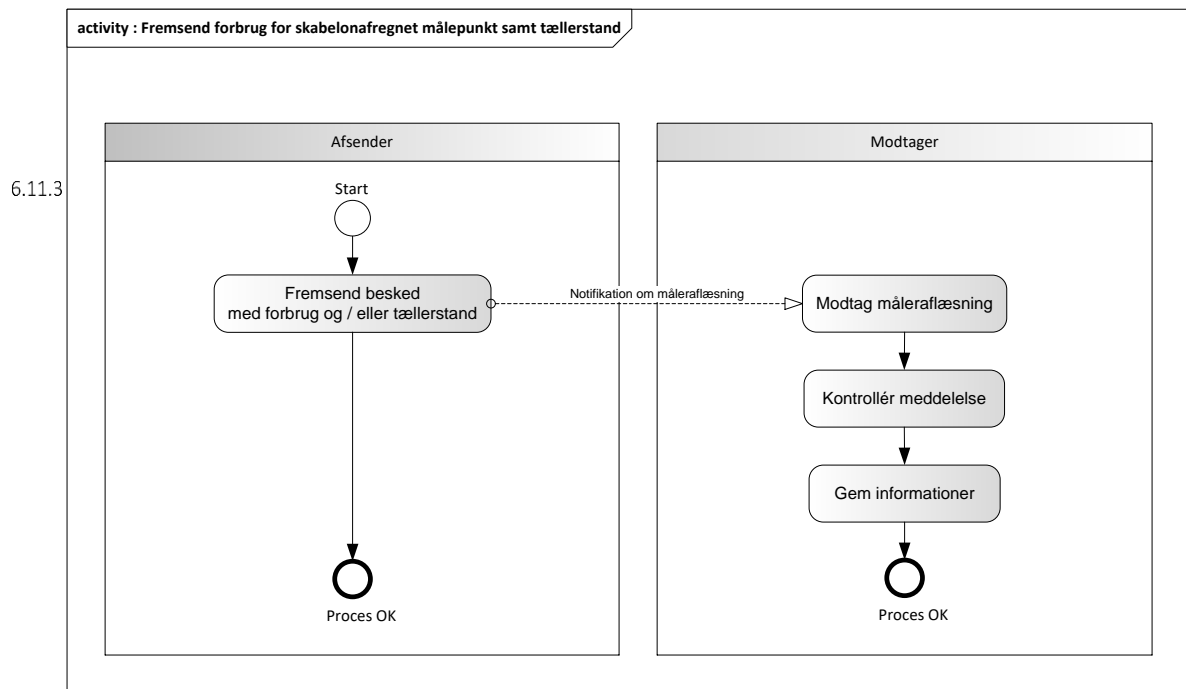 activity : Fremsend forbrug for skabelonafregnet målepunkt samt tællerstand
6.11.3
Afsender
Start
Fremsend besked
med forbrug og / eller tællerstand
Proces OK
Notifikation om måleraflæsning
Modtager
Modtag måleraflæsning
Kontrollér meddelelse
Gem informationer
Proces OK